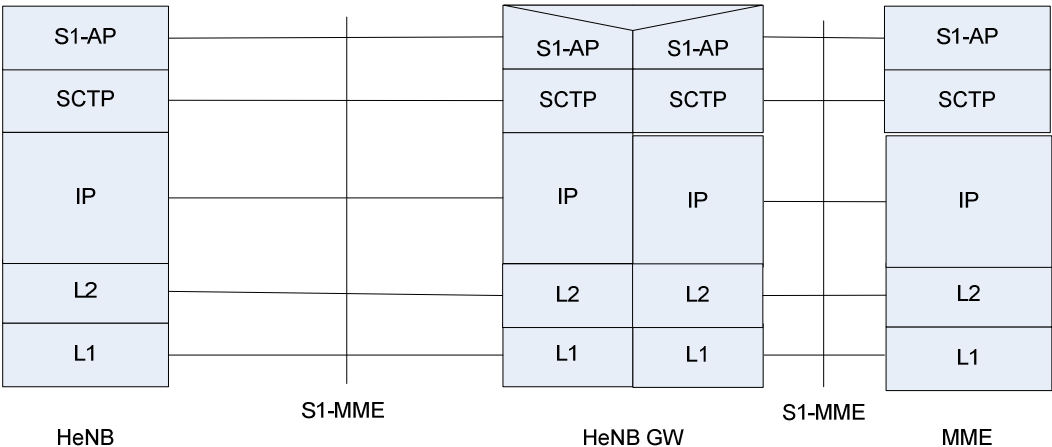 S1-AP
S1-AP S1-AP
S1-AP
SCTP
SCTP SCTP
SCTP
IP
IP IP
IP
L2
L2 L2
L2
L1
L1 L1
L1
S1-MME
S1-MME
HeNB
HeNB GW
MME